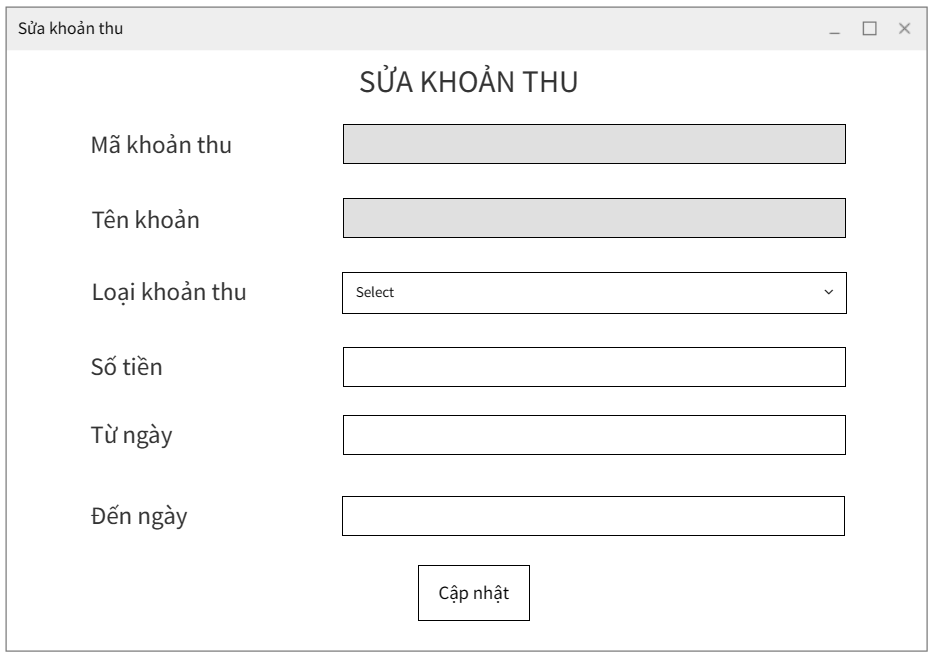 Sửa khoản thu
SỬA KHOẢN THU
Mã khoản thu
Tên khoản
Loại khoản thu
Select
Số tiền
Từ ngày
Đến ngày
Cập nhật